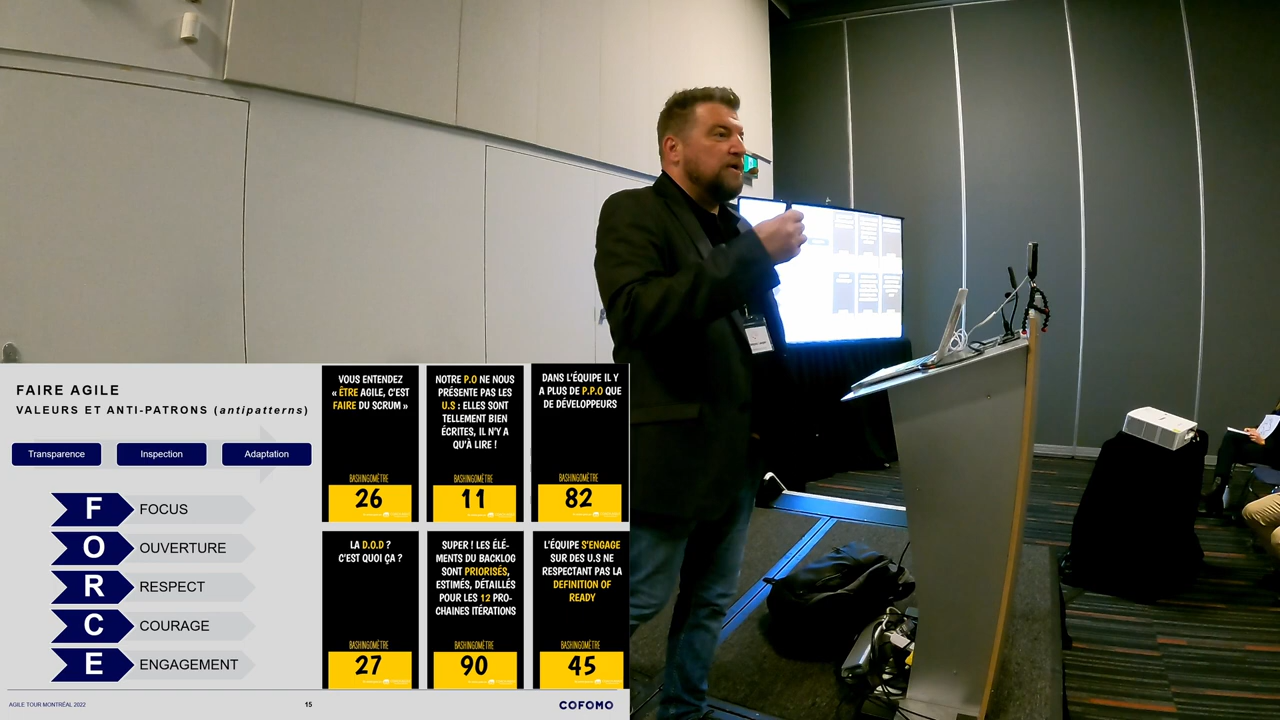 FAIRE AGILE
VALEURS ET ANTI-PATRONS (antipatterns)
Transparence
Inspection
Adaptation
F FOCUS
O OUVERTURE
R RESPECT
C COURAGE
E ENGAGEMENT
VOUS ENTENDEZ
« ÊTRE AGILE, C'EST
FAIRE DU SCRUM »
BASHINGOMÈTRE
26
NOTRE P.O NE NOUS
PRÉSENTE PAS LES
U.S : ELLES SONT
TELLEMENT BIEN
ÉCRITES, IL N'Y A
QU'À LIRE !
BASHINGOMÈTRE
11
DANS L'ÉQUIPE IL Y
A PLUS DE P.P.O QUE
DE DÉVELOPPEURS
BASHINGOMÈTRE
82
LA D.O.D ?
C'EST QUOI ÇA ?
BASHINGOMÈTRE
27
SUPER ! LES ÉLÉ-
MENTS DU BACKLOG
SONT PRIORISÉS,
ESTIMÉS, DÉTAILLÉS
POUR LES 12 PRO-
CHAINES ITÉRATIONS
BASHINGOMÈTRE
90
L'ÉQUIPE S'ENGAGE
SUR DES U.S NE
RESPECTANT PAS LA
DEFINITION OF
READY
BASHINGOMÈTRE
45
AGILE TOUR MONTRÉAL 2022
15
COFOMO